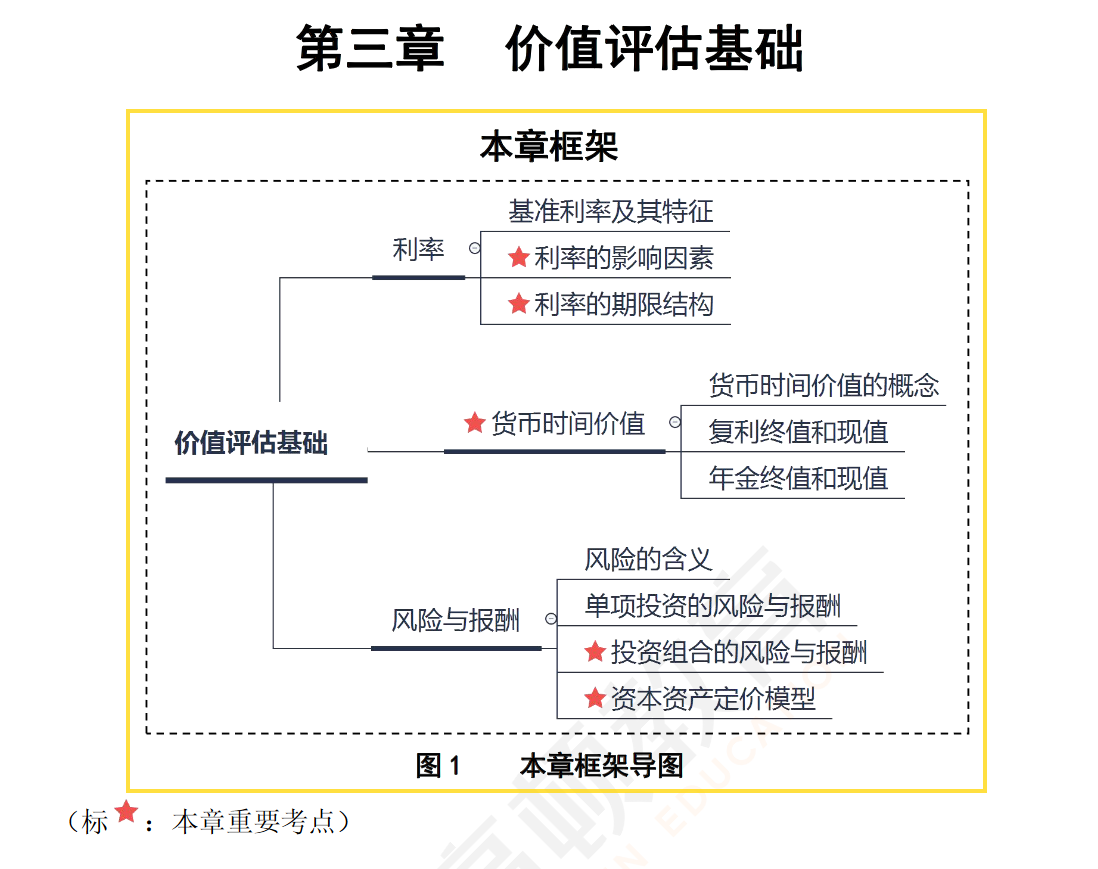 第三章 价值评估基础
本章框架
利率
基准利率及其特征
★利率的影响因素
★利率的期限结构
价值评估基础
★货币时间价值
货币时间价值的概念
复利终值和现值
年金终值和现值
风险与报酬
风险的含义
单项投资的风险与报酬
★投资组合的风险与报酬
★资本资产定价模型
图1 本章框架导图
（标★：本章重要考点）